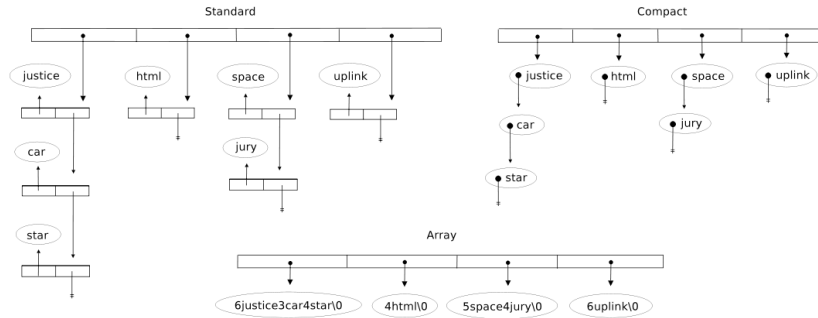 Standard
justice
html
space
uplink
car
jury
star
Compact
justice
html
space
uplink
car
jury
star
Array
6justice3car4star\0
4html\0
5space4jury\0
6uplink\0